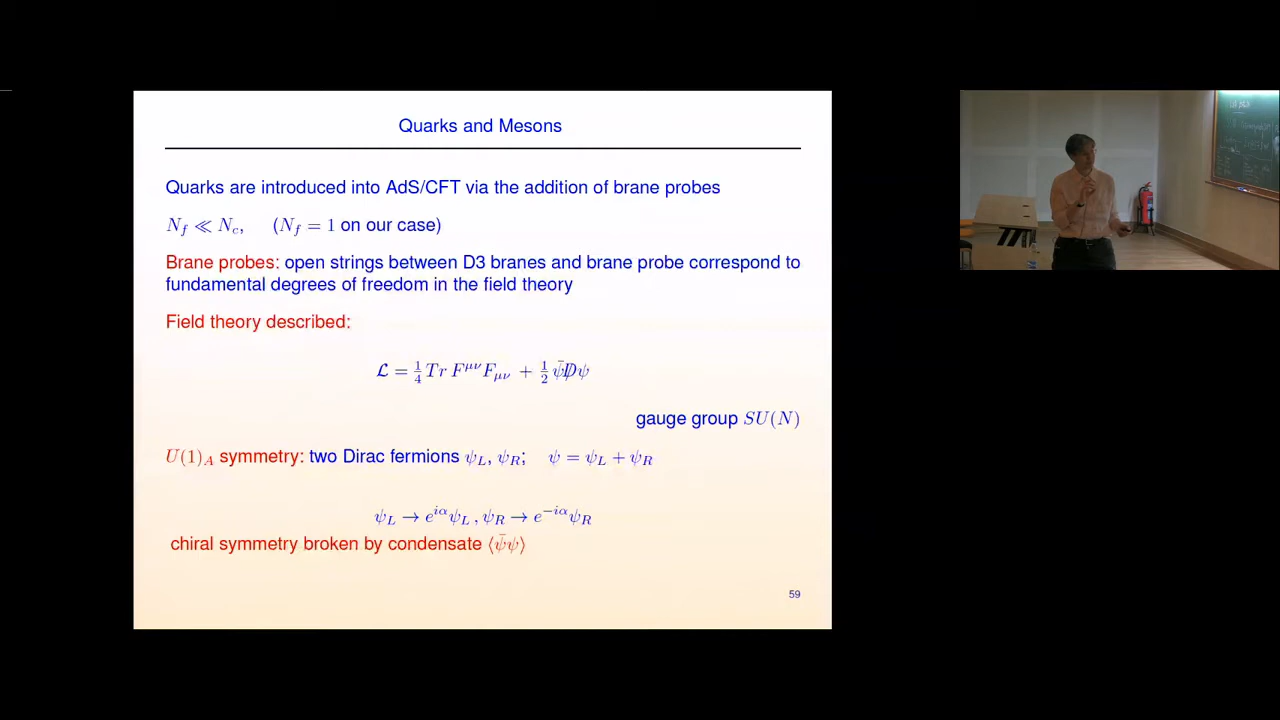 Quarks and Mesons
Quarks are introduced into AdS/CFT via the addition of brane probes
N_f ≪ N_c, (N_f = 1 on our case)
Brane probes: open strings between D3 branes and brane probe correspond to
fundamental degrees of freedom in the field theory
Field theory described:
ℒ = 1/4 Tr F^{μν}F_{μν} + 1/2 ψ̄D̸ψ
gauge group SU(N)
U(1)_A symmetry: two Dirac fermions ψ_L, ψ_R; ψ = ψ_L + ψ_R
ψ_L → e^{iα}ψ_L , ψ_R → e^{−iα}ψ_R
chiral symmetry broken by condensate ⟨ψ̄ψ⟩
59